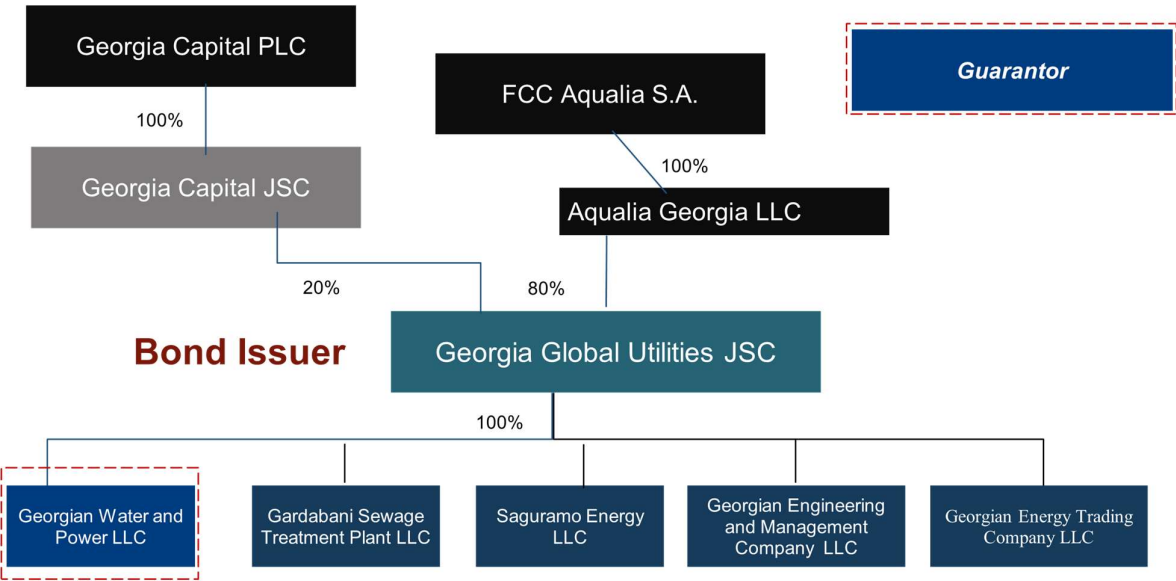 Georgia Capital PLC
FCC Aqualia S.A.
Guarantor
100%
100%
Georgia Capital JSC
Aqualia Georgia LLC
20%
80%
Bond Issuer
Georgia Global Utilities JSC
100%
Georgian Water and
Power LLC
Gardabani Sewage
Treatment Plant LLC
Saguramo Energy
LLC
Georgian Engineering
and Management
Company LLC
Georgian Energy Trading
Company LLC